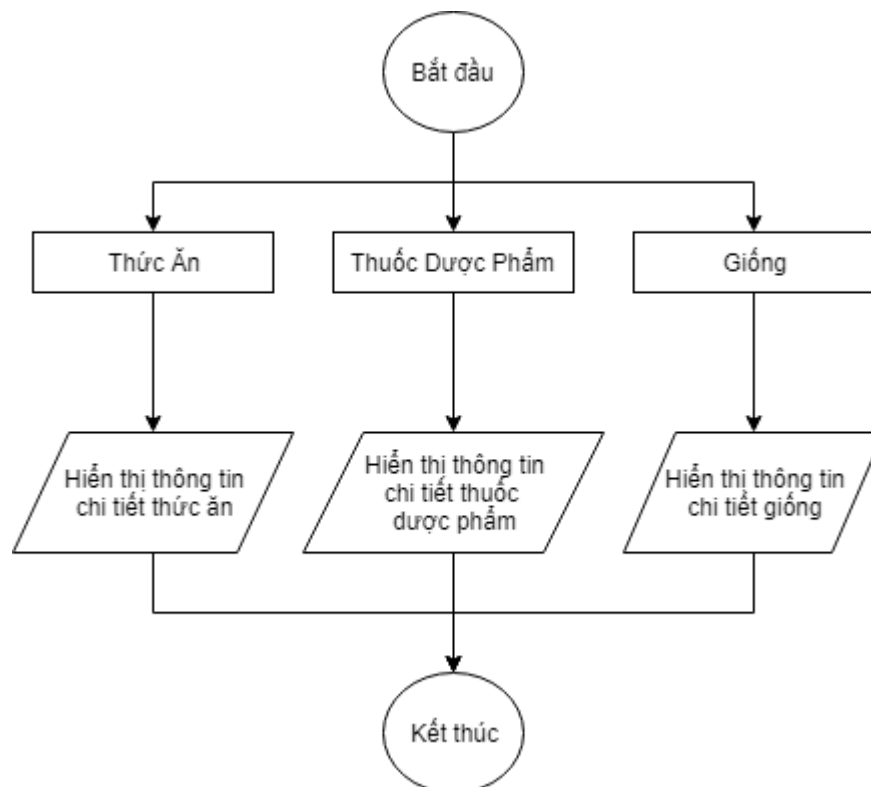 Bắt đầu
Thức Ăn
Thuốc Dược Phẩm
Giống
Hiển thị thông tin
chi tiết thức ăn
Hiển thị thông tin
chi tiết thuốc
dược phẩm
Hiển thị thông tin
chi tiết giống
Kết thúc